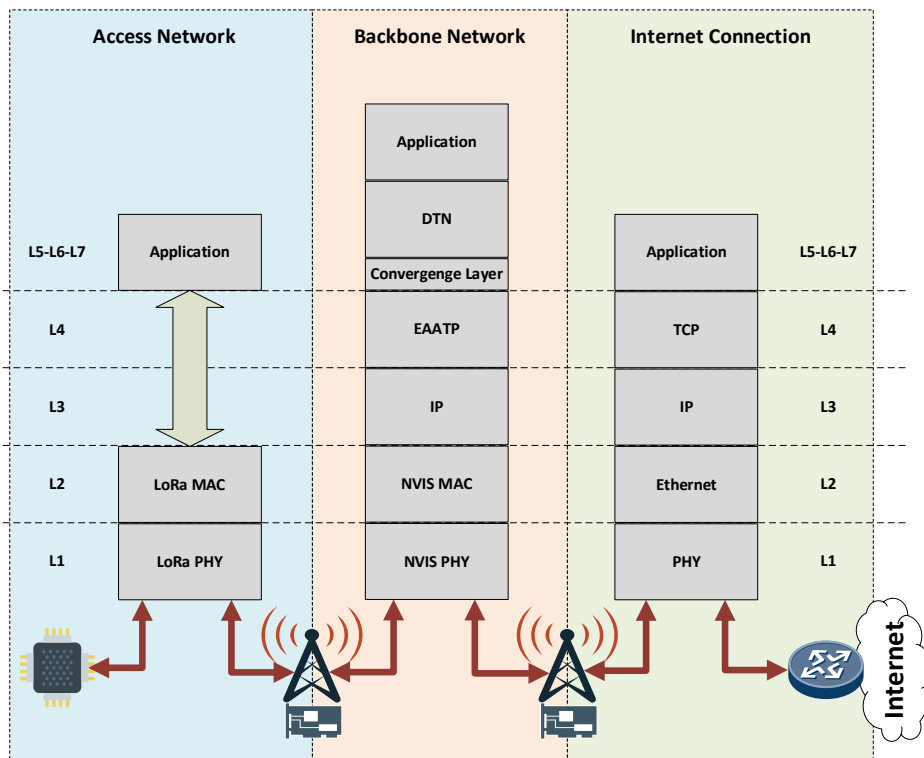 Access Network
Backbone Network
Internet Connection
Application
DTN
L5-L6-L7
Application
Convergenge Layer
Application
L5-L6-L7
L4
EAATP
TCP
L4
L3
IP
IP
L3
L2
LoRa MAC
NVIS MAC
Ethernet
L2
L1
LoRa PHY
NVIS PHY
PHY
L1
Internet